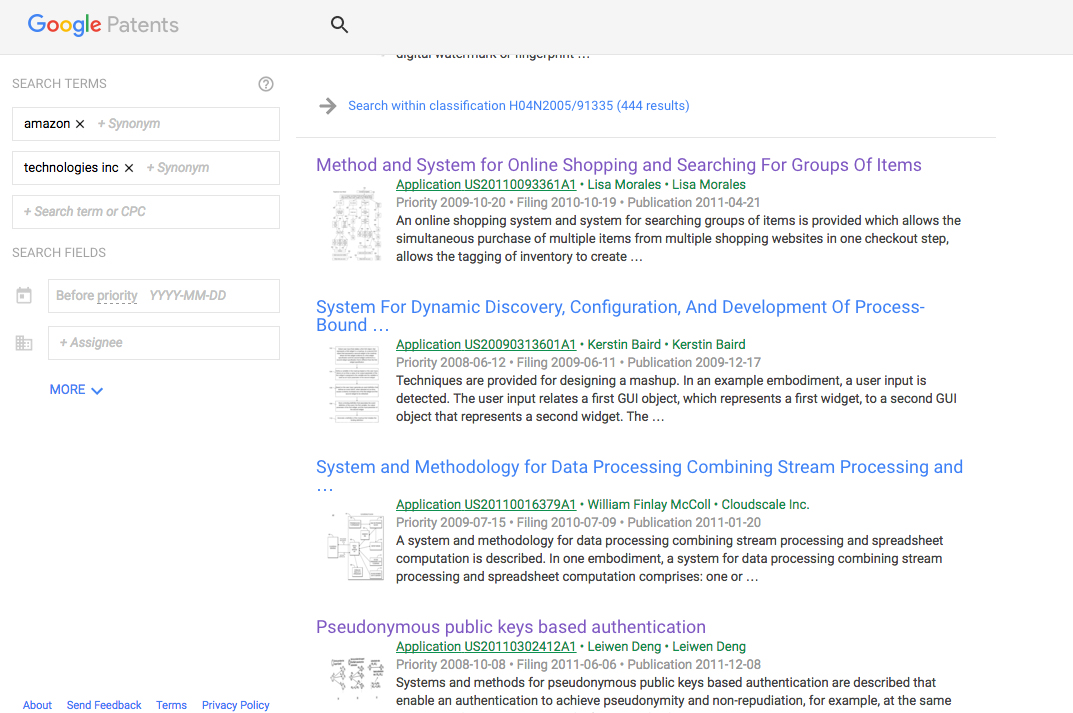 Google Patents
SEARCH TERMS
amazon × + Synonym
technologies inc × + Synonym
+ Search term or CPC
SEARCH FIELDS
Before priority YYYY-MM-DD
+ Assignee
MORE
About Send Feedback Terms Privacy Policy
digital watermark or fingerprint …
Search within classification H04N2005/91335 (444 results)
Method and System for Online Shopping and Searching For Groups Of Items
Application US20110093361A1 • Lisa Morales • Lisa Morales
Priority 2009-10-20 • Filing 2010-10-19 • Publication 2011-04-21
An online shopping system and system for searching groups of items is provided which allows the
simultaneous purchase of multiple items from multiple shopping websites in one checkout step,
allows the tagging of inventory to create …
System For Dynamic Discovery, Configuration, And Development Of Process-
Bound …
Application US20090313601A1 • Kerstin Baird • Kerstin Baird
Priority 2008-06-12 • Filing 2009-06-11 • Publication 2009-12-17
Techniques are provided for designing a mashup. In an example embodiment, a user input is
detected. The user input relates a first GUI object, which represents a first widget, to a second GUI
object that represents a second widget. The …
System and Methodology for Data Processing Combining Stream Processing and
…
Application US20110016379A1 • William Finlay McColl • Cloudscale Inc.
Priority 2009-07-15 • Filing 2010-07-09 • Publication 2011-01-20
A system and methodology for data processing combining stream processing and spreadsheet
computation is described. In one embodiment, a system for data processing combining stream
processing and spreadsheet computation comprises: one or …
Pseudonymous public keys based authentication
Application US20110302412A1 • Leiwen Deng • Leiwen Deng
Priority 2008-10-08 • Filing 2011-06-06 • Publication 2011-12-08
Systems and methods for pseudonymous public keys based authentication are described that
enable an authentication to achieve pseudonymity and non-repudiation, for example, at the same